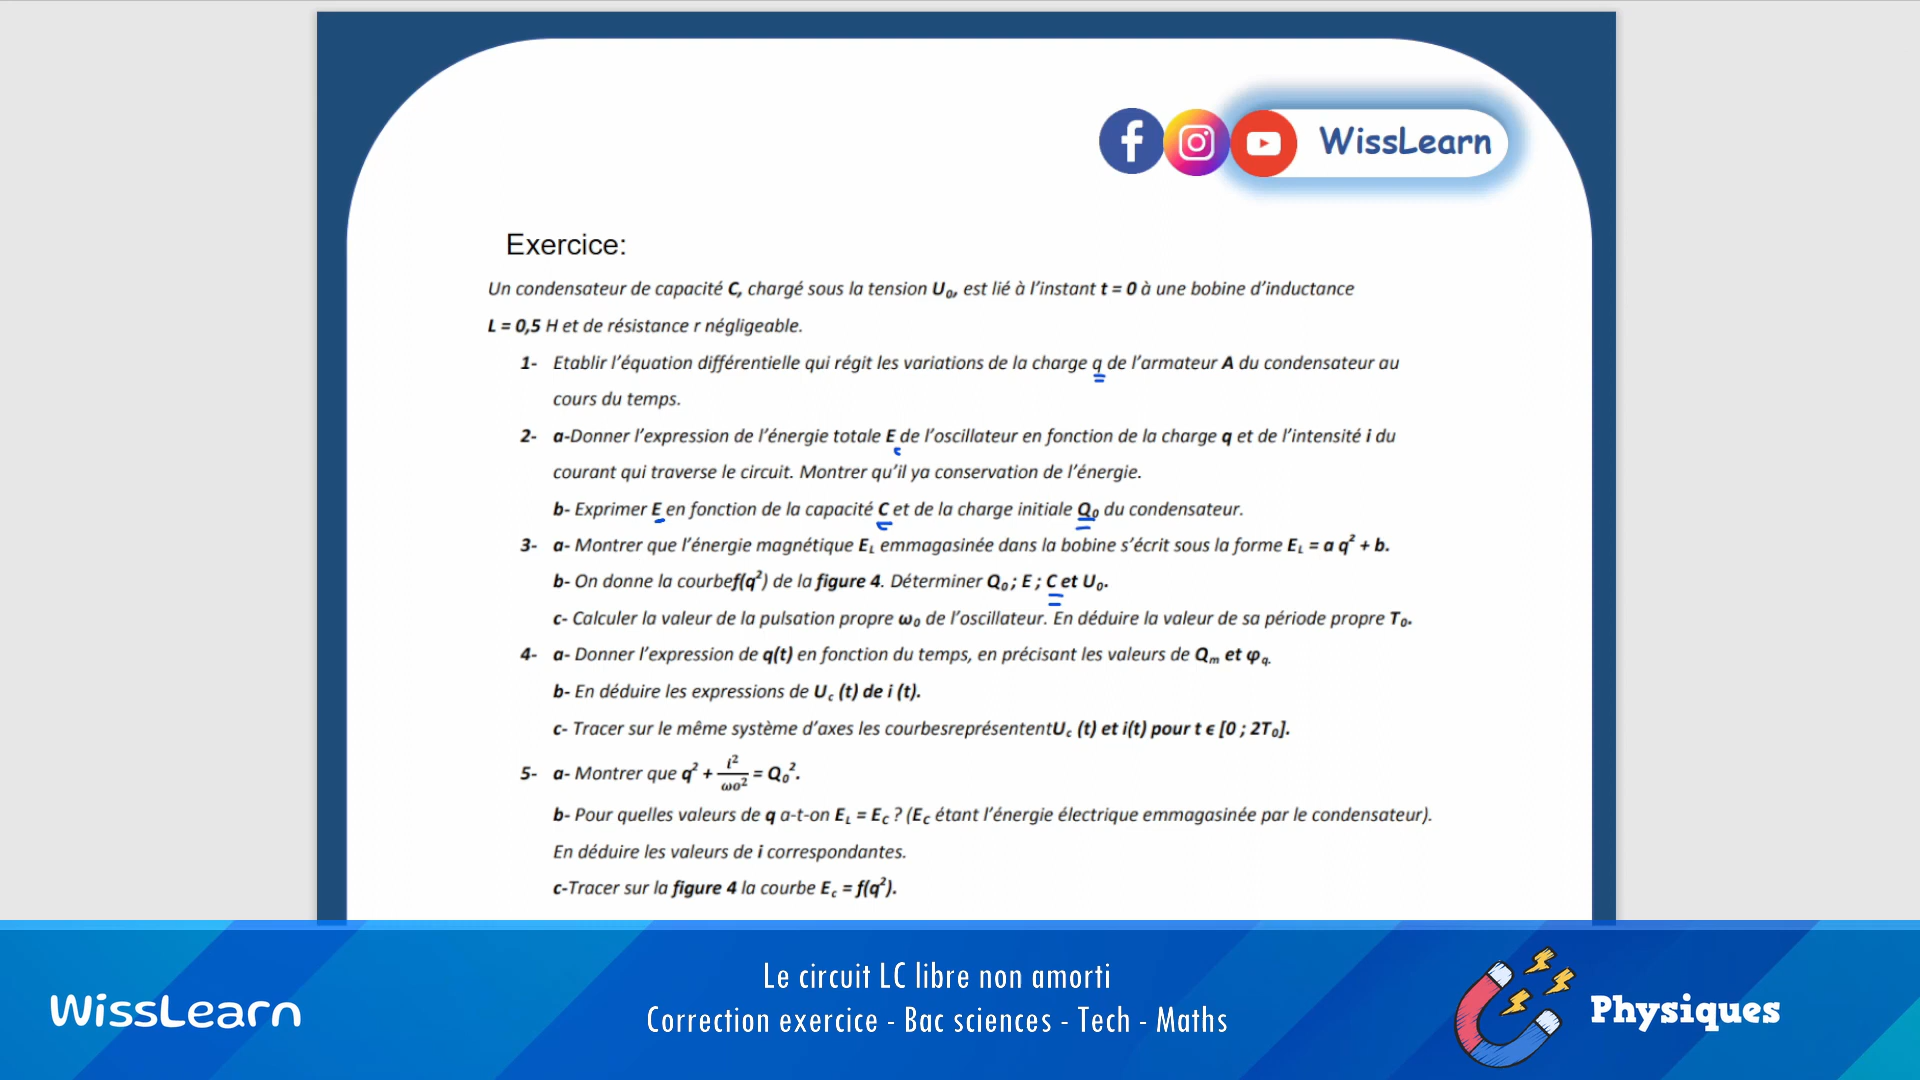 WissLearn
Exercice:
Un condensateur de capacité C, chargé sous la tension U₀, est lié à l'instant t = 0 à une bobine d'inductance
L = 0,5 H et de résistance r négligeable.
1- Etablir l'équation différentielle qui régit les variations de la charge q de l'armateur A du condensateur au
cours du temps.
2- a-Donner l'expression de l'énergie totale E de l'oscillateur en fonction de la charge q et de l'intensité i du
courant qui traverse le circuit. Montrer qu'il ya conservation de l'énergie.
b- Exprimer E en fonction de la capacité C et de la charge initiale Q₀ du condensateur.
3- a- Montrer que l'énergie magnétique E_L emmagasinée dans la bobine s'écrit sous la forme E_L = a q² + b.
b- On donne la courbef(q²) de la figure 4. Déterminer Q₀ ; E ; C et U₀.
c- Calculer la valeur de la pulsation propre ω₀ de l'oscillateur. En déduire la valeur de sa période propre T₀.
4- a- Donner l'expression de q(t) en fonction du temps, en précisant les valeurs de Q_m et φ_q.
b- En déduire les expressions de U_c (t) de i (t).
c- Tracer sur le même système d'axes les courbesreprésententU_c (t) et i(t) pour t ϵ [0 ; 2T₀].
5- a- Montrer que q² + i²/ωo² = Q₀².
b- Pour quelles valeurs de q a-t-on E_L = E_C ? (E_C étant l'énergie électrique emmagasinée par le condensateur).
En déduire les valeurs de i correspondantes.
c-Tracer sur la figure 4 la courbe E_c = f(q²).
Le circuit LC libre non amorti
Correction exercice - Bac sciences - Tech - Maths
WissLearn
Physiques